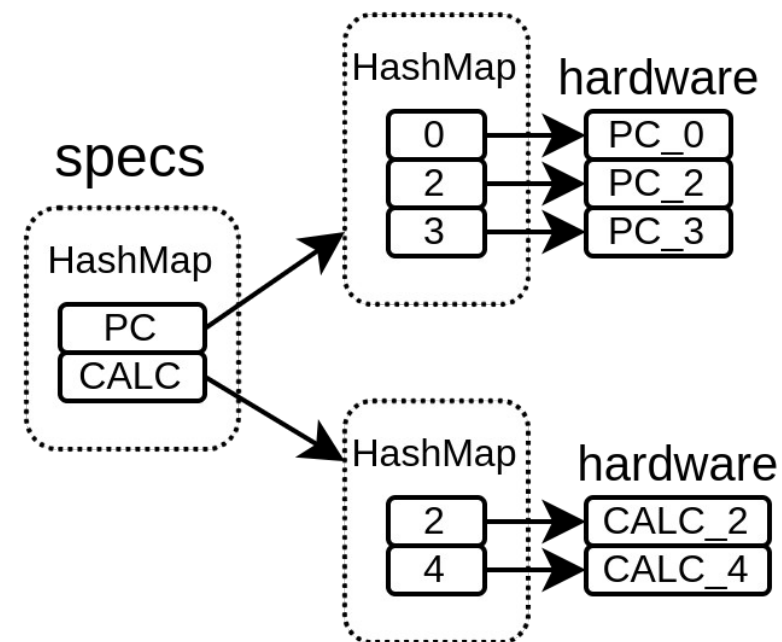 specs
HashMap
PC
CALC
HashMap
hardware
0
PC_0
2
PC_2
3
PC_3
HashMap
hardware
2
CALC_2
4
CALC_4